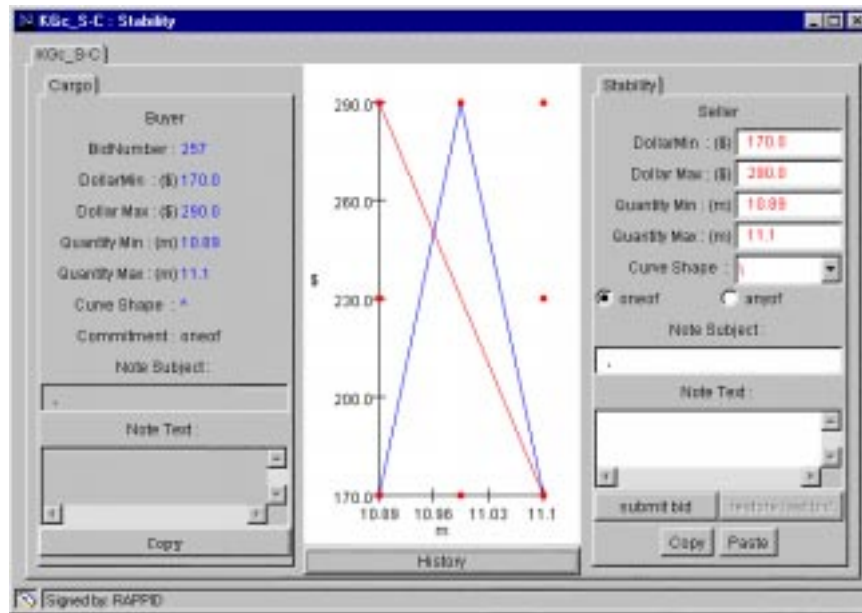 KGc_S-C : Stability
KGc_S-C
Cargo
Buyer
BidNumber : 257
DollarMin : ($) 170.0
Dollar Max : ($) 290.0
Quantity Min : (m) 10.89
Quantity Max : (m) 11.1
Curve Shape : ^
Commitment : oneof
Note Subject :
.
Note Text :
Copy
290.0
260.0
$
230.0
200.0
170.0
10.89 10.96 11.03 11.1
m
History
Stability
Seller
DollarMin : ($) 170.0
Dollar Max : ($) 290.0
Quantity Min : (m) 10.89
Quantity Max : (m) 11.1
Curve Shape : \
oneof anyof
Note Subject :
.
Note Text :
submit bid
Copy Paste
Signed by: RAPPID